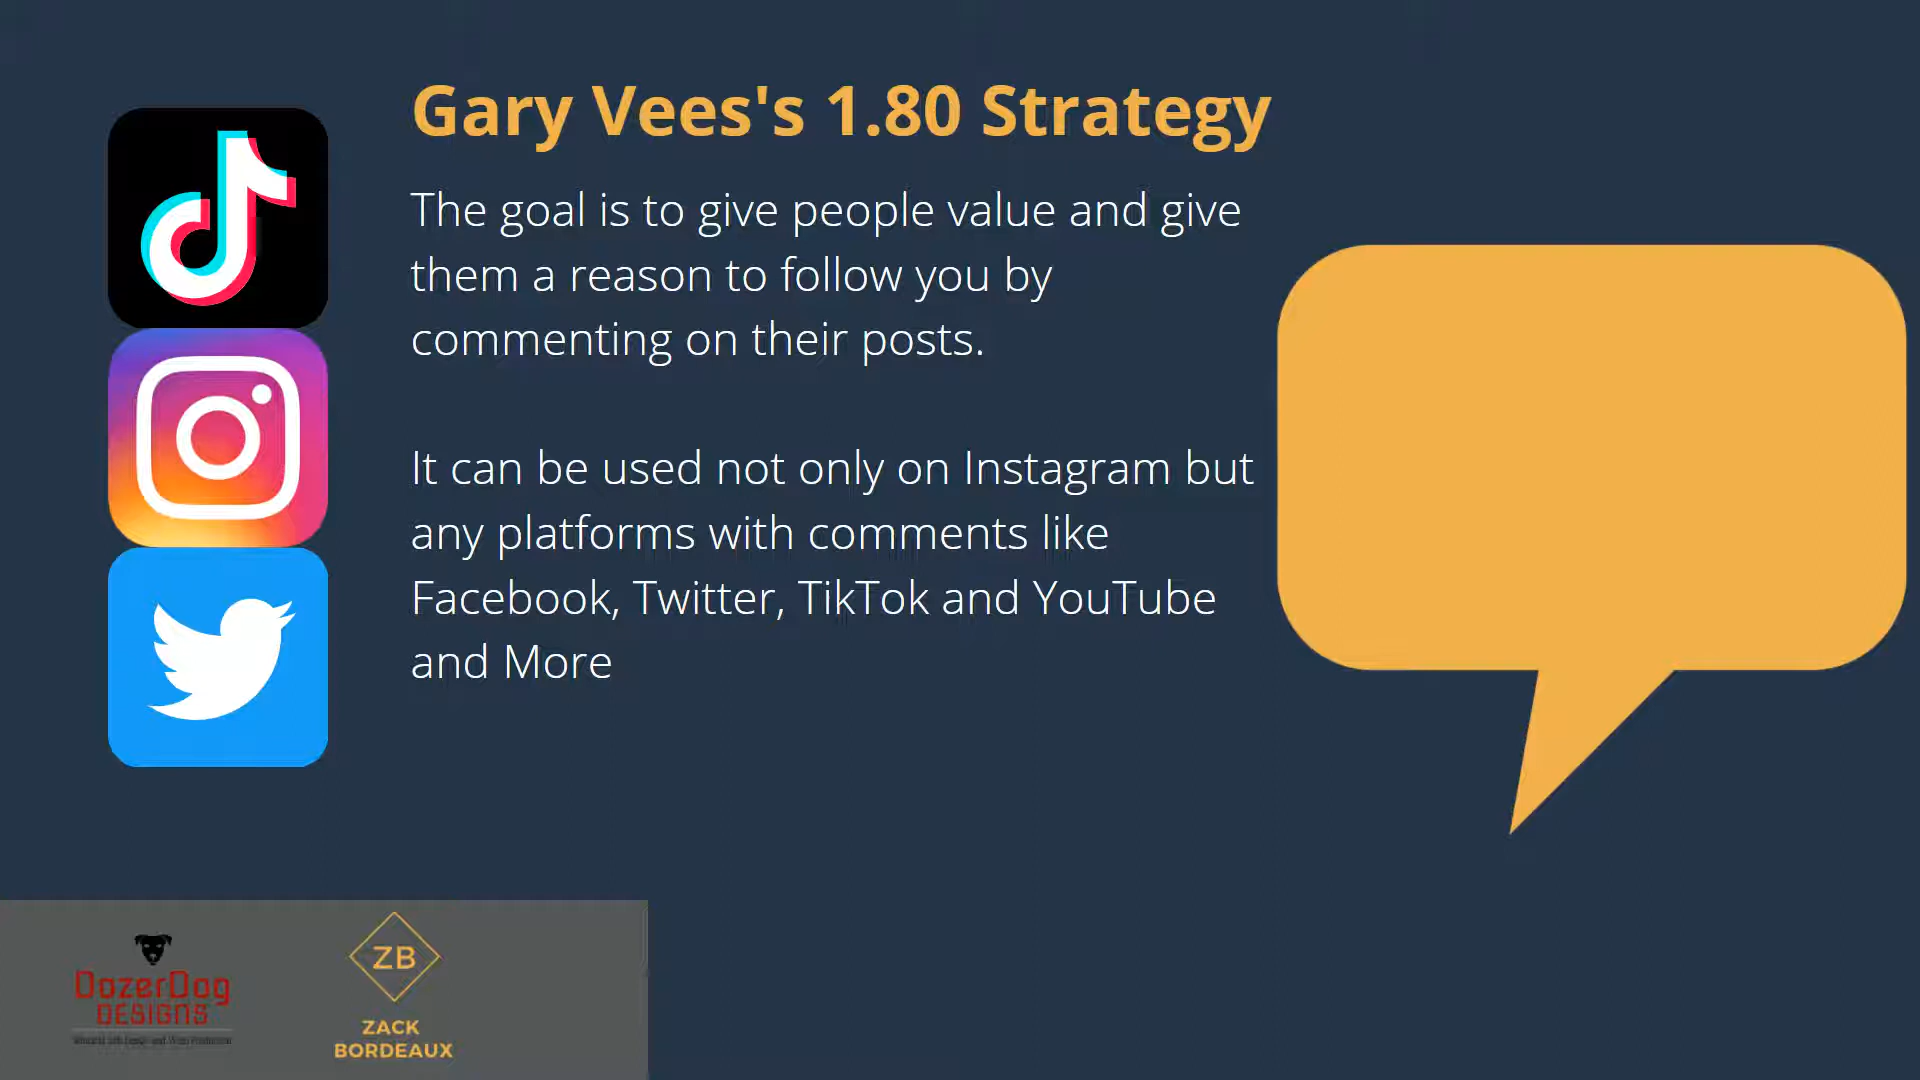 Gary Vees's 1.80 Strategy
The goal is to give people value and give
them a reason to follow you by
commenting on their posts.
It can be used not only on Instagram but
any platforms with comments like
Facebook, Twitter, TikTok and YouTube
and More
DozerDog
DESIGNS
ZB
ZACK
BORDEAUX